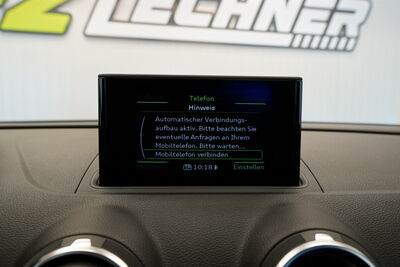 LECHNER
Telefon
Hinweis
Automatischer Verbindungs-
aufbau aktiv. Bitte beachten Sie
eventuelle Anfragen an Ihrem
Mobiltelefon. Bitte warten...
Mobiltelefon verbinden
TP 10:18
Einstellen